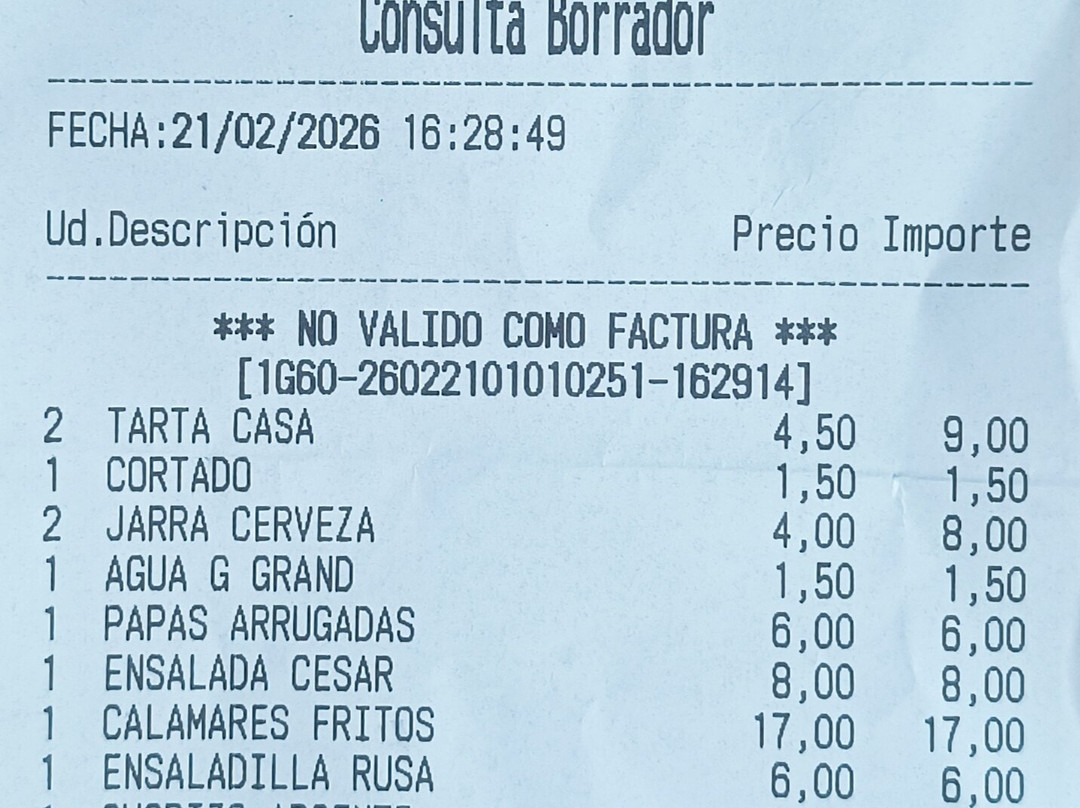 Consulta Borrador
FECHA:21/02/2026 16:28:49
Ud.Descripción Precio Importe
*** NO VALIDO COMO FACTURA ***
[1G60-26022101010251-162914]
2 TARTA CASA 4,50 9,00
1 CORTADO 1,50 1,50
2 JARRA CERVEZA 4,00 8,00
1 AGUA G GRAND 1,50 1,50
1 PAPAS ARRUGADAS 6,00 6,00
1 ENSALADA CESAR 8,00 8,00
1 CALAMARES FRITOS 17,00 17,00
1 ENSALADILLA RUSA 6,00 6,00